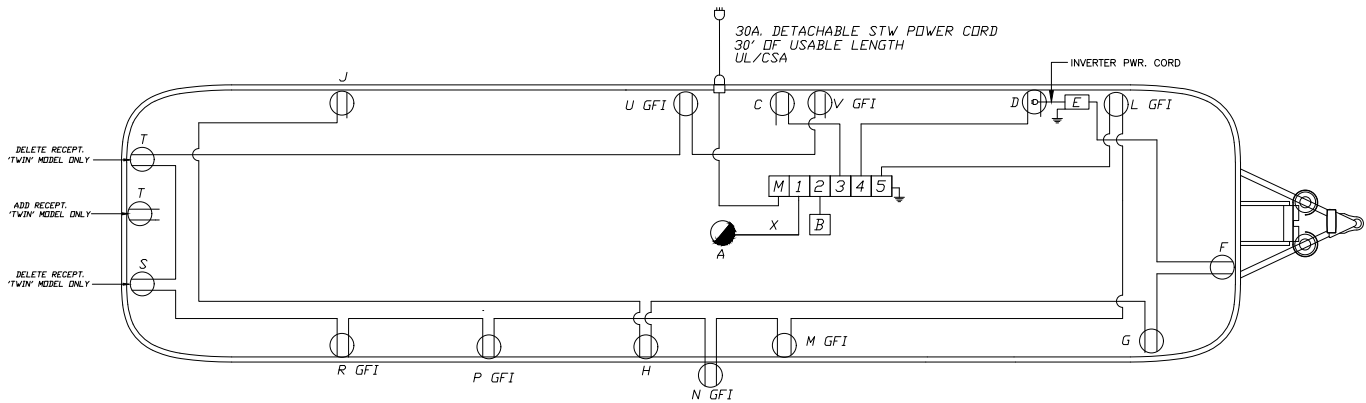 30A. DETACHABLE STW POWER CORD
30' OF USABLE LENGTH
UL/CSA
INVERTER PWR. CORD
J
U GFI
C
V GFI
D
E
L GFI
T
DELETE RECEPT.
'TWIN' MODEL ONLY
M 1 2 3 4 5
T
ADD RECEPT.
'TWIN' MODEL ONLY
X
B
A
F
S
DELETE RECEPT.
'TWIN' MODEL ONLY
G
M GFI
R GFI
P GFI
H
N GFI